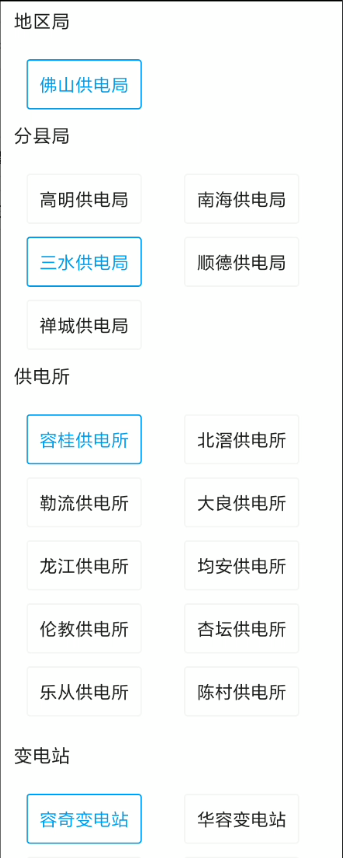 地区局
佛山供电局
分县局
高明供电局 南海供电局
三水供电局 顺德供电局
禅城供电局
供电所
容桂供电所 北滘供电所
勒流供电所 大良供电所
龙江供电所 均安供电所
伦教供电所 杏坛供电所
乐从供电所 陈村供电所
变电站
容奇变电站 华容变电站